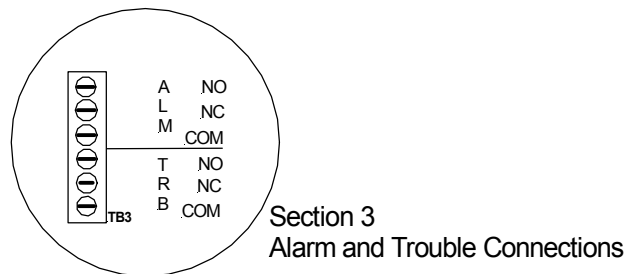 A NO
L NC
M COM
T NO
R NC
B COM
TB3
Section 3
Alarm and Trouble Connections